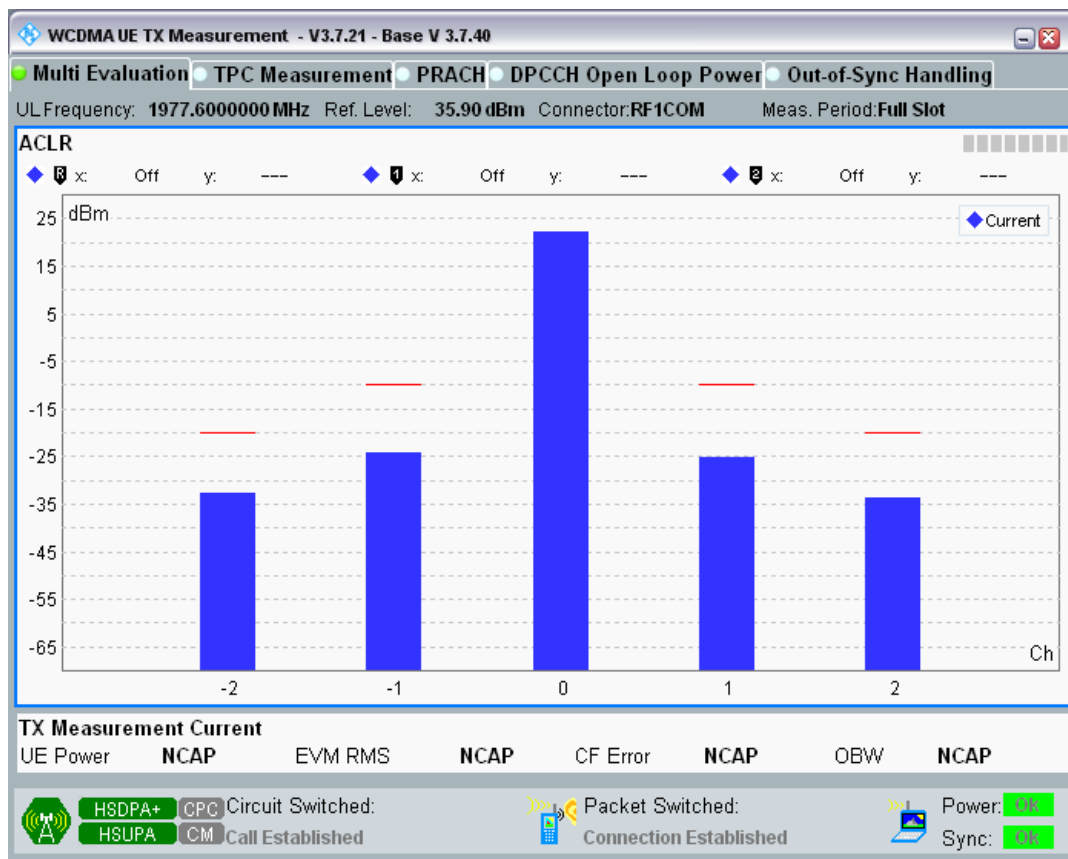 WCDMA UE TX Measurement - V3.7.21 - Base V 3.7.40
Multi Evaluation TPC Measurement PRACH DPCCH Open Loop Power Out-of-Sync Handling
UL Frequency: 1977.6000000 MHz Ref. Level: 35.90 dBm Connector:RF1COM Meas. Period:Full Slot
ACLR
R x: Off y: --- 1 x: Off y: --- 2 x: Off y: ---
dBm
Current
25
15
5
-5
-15
-25
-35
-45
-55
-65
Ch
-2 -1 0 1 2
TX Measurement Current
UE Power NCAP EVM RMS NCAP CF Error NCAP OBW NCAP
HSDPA+ CPC Circuit Switched: Packet Switched: Power: OK
HSUPA CM Call Established Connection Established Sync: OK